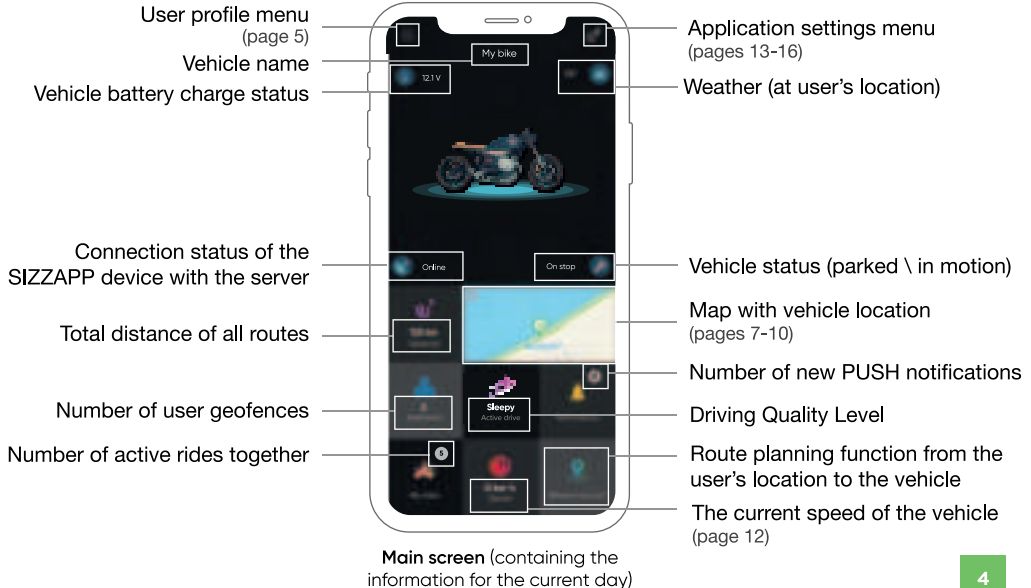 User profile menu
(page 5)
Vehicle name
Vehicle battery charge status
Connection status of the
SIZZAPP device with the server
Total distance of all routes
Number of user geofences
Number of active rides together
My bike
12.1 V
Online
On stop
Sleepy
Active drive
5
Application settings menu
(pages 13-16)
Weather (at user's location)
Vehicle status (parked \ in motion)
Map with vehicle location
(pages 7-10)
Number of new PUSH notifications
Driving Quality Level
Route planning function from the
user's location to the vehicle
The current speed of the vehicle
(page 12)
Main screen (containing the
information for the current day)
4